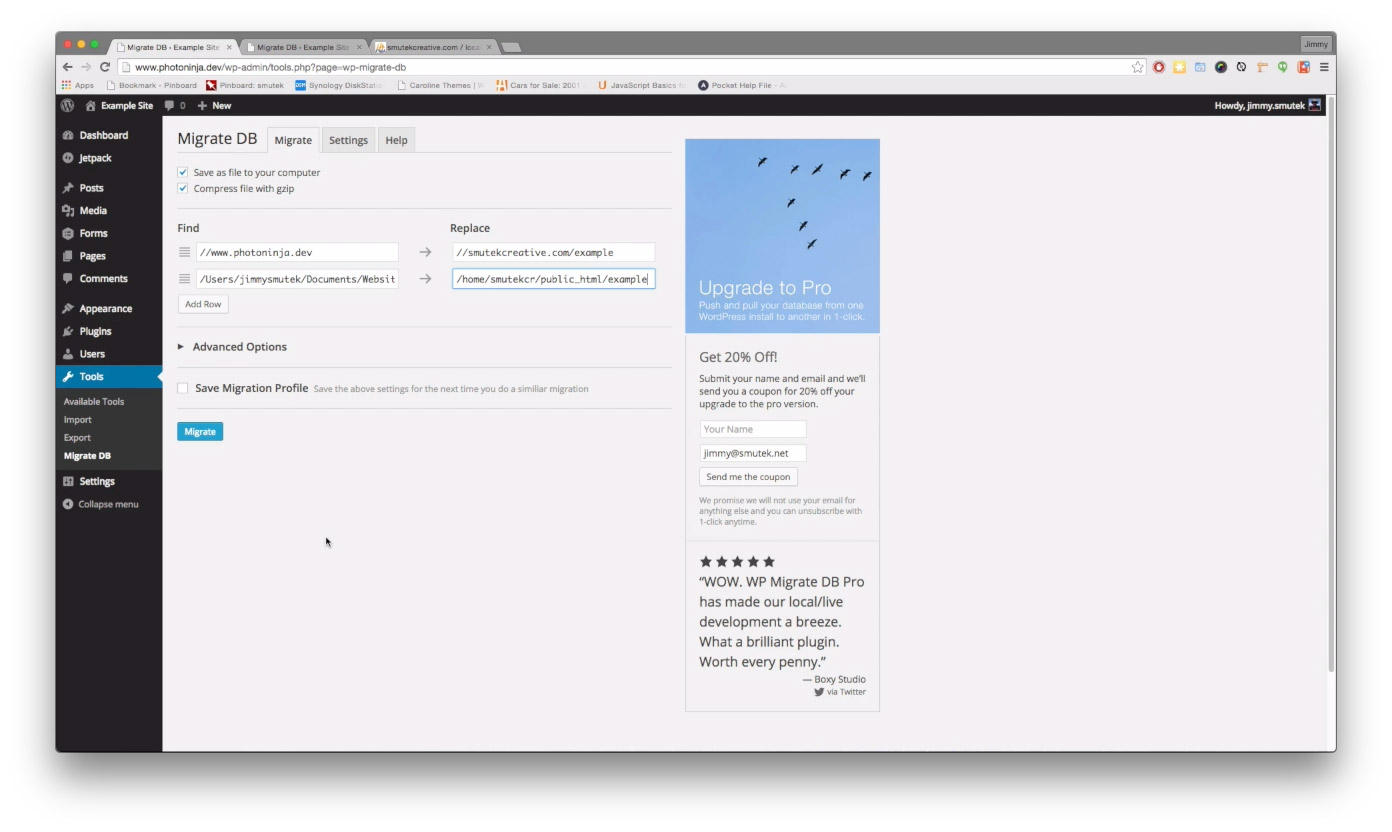 Migrate DB - Example Site
Migrate DB - Example Site
smutekcreative.com / loca
Jimmy
www.photoninja.dev/wp-admin/tools.php?page=wp-migrate-db
Apps
Bookmark - Pinboard
Pinboard: smutek
Synology DiskStatio
Caroline Themes |
Cars for Sale: 2001
JavaScript Basics f
Pocket Help File -
Example Site
0
New
Howdy, jimmy.smutek
Dashboard
Jetpack
Posts
Media
Forms
Pages
Comments
Appearance
Plugins
Users
Tools
Available Tools
Import
Export
Migrate DB
Settings
Collapse menu
Migrate DB
Migrate
Settings
Help
Save as file to your computer
Compress file with gzip
Find
Replace
//www.photoninja.dev
//smutekcreative.com/example
/Users/jimmysmutek/Documents/Websit
/home/smutekcr/public_html/example
Add Row
Advanced Options
Save Migration Profile Save the above settings for the next time you do a similiar migration
Migrate
Upgrade to Pro
Push and pull your database from one
WordPress install to another in 1-click.
Get 20% Off!
Submit your name and email and we'll
send you a coupon for 20% off your
upgrade to the pro version.
Your Name
jimmy@smutek.net
Send me the coupon
We promise we will not use your email for
anything else and you can unsubscribe with
1-click anytime.
“WOW. WP Migrate DB Pro
has made our local/live
development a breeze.
What a brilliant plugin.
Worth every penny.”
— Boxy Studio
via Twitter